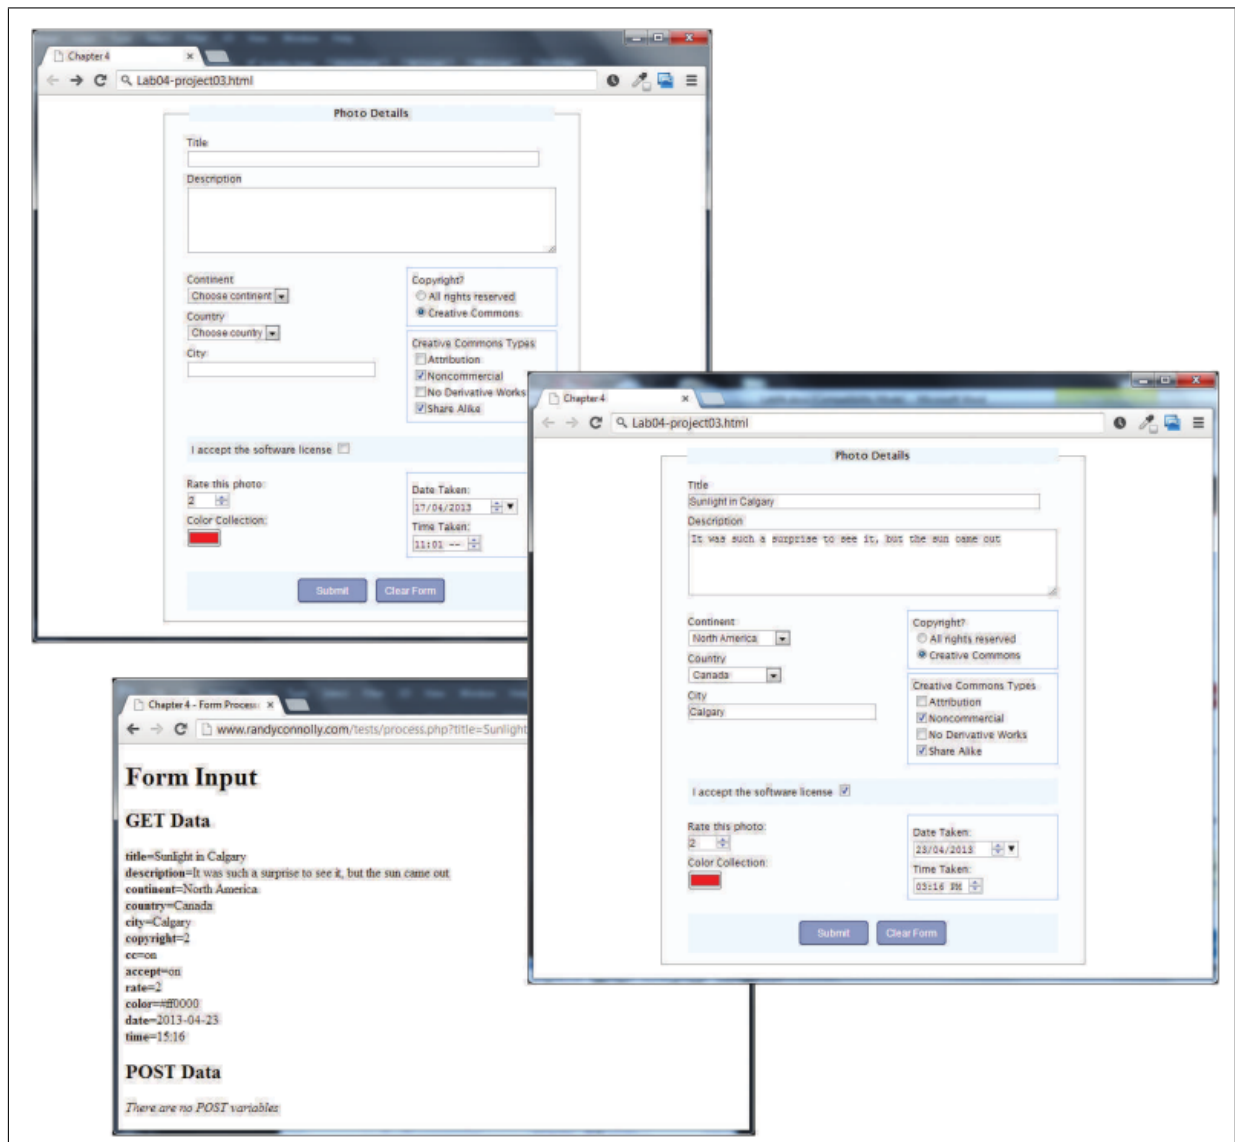 Chapter 4
Lab04-project03.html
Photo Details
Title
Description
Continent
Choose continent
Country
Choose country
City
Copyright?
All rights reserved
Creative Commons
Creative Commons Types
Attribution
Noncommercial
No Derivative Works
Share Alike
I accept the software license
Rate this photo:
2
Color Collection:
Date Taken:
17/04/2013
Time Taken:
11:01 --
Submit Clear Form
Chapter 4
Lab04-project03.html
Photo Details
Title
Sunlight in Calgary
Description
It was such a surprise to see it, but the sun came out
Continent
North America
Country
Canada
City
Calgary
Copyright?
All rights reserved
Creative Commons
Creative Commons Types
Attribution
Noncommercial
No Derivative Works
Share Alike
I accept the software license
Rate this photo:
2
Color Collection:
Date Taken:
23/04/2013
Time Taken:
03:16 PM
Submit Clear Form
Chapter 4 - Form Process
www.randyconnolly.com/tests/process.php?title=Sunlight
Form Input
GET Data
title=Sunlight in Calgary
description=It was such a surprise to see it, but the sun came out
continent=North America
country=Canada
city=Calgary
copyright=2
cc=on
accept=on
rate=2
color=#ff0000
date=2013-04-23
time=15:16
POST Data
There are no POST variables